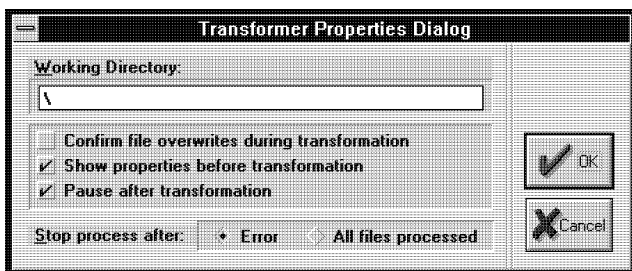 Transformer Properties Dialog
Working Directory:
\
Confirm file overwrites during transformation
Show properties before transformation
Pause after transformation
Stop process after: Error All files processed
OK
Cancel